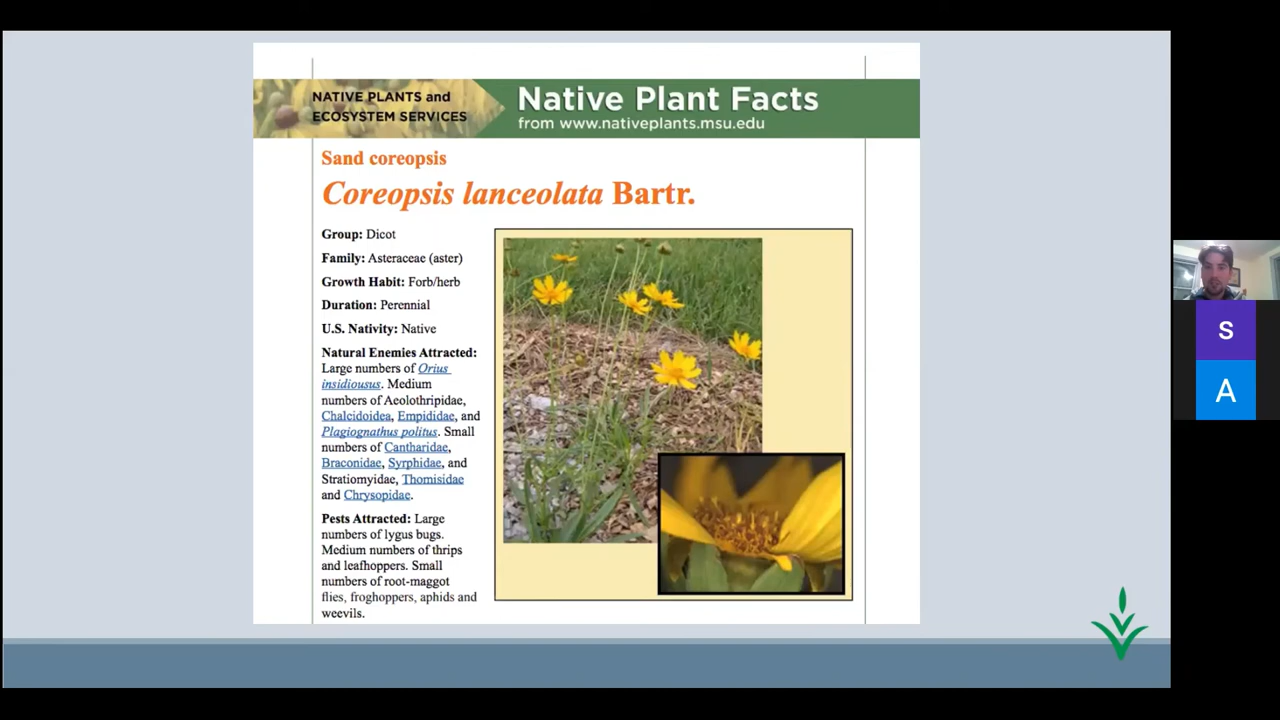 NATIVE PLANTS and
ECOSYSTEM SERVICES
Native Plant Facts
from www.nativeplants.msu.edu
Sand coreopsis
Coreopsis lanceolata Bartr.
Group: Dicot
Family: Asteraceae (aster)
Growth Habit: Forb/herb
Duration: Perennial
U.S. Nativity: Native
Natural Enemies Attracted:
Large numbers of Orius
insidiousus. Medium
numbers of Aeolothripidae,
Chalcidoidea, Empididae, and
Plagiognathus politus. Small
numbers of Cantharidae,
Braconidae, Syrphidae, and
Stratiomyidae, Thomisidae
and Chrysopidae.
Pests Attracted: Large
numbers of lygus bugs.
Medium numbers of thrips
and leafhoppers. Small
numbers of root-maggot
flies, froghoppers, aphids and
weevils.
S
A